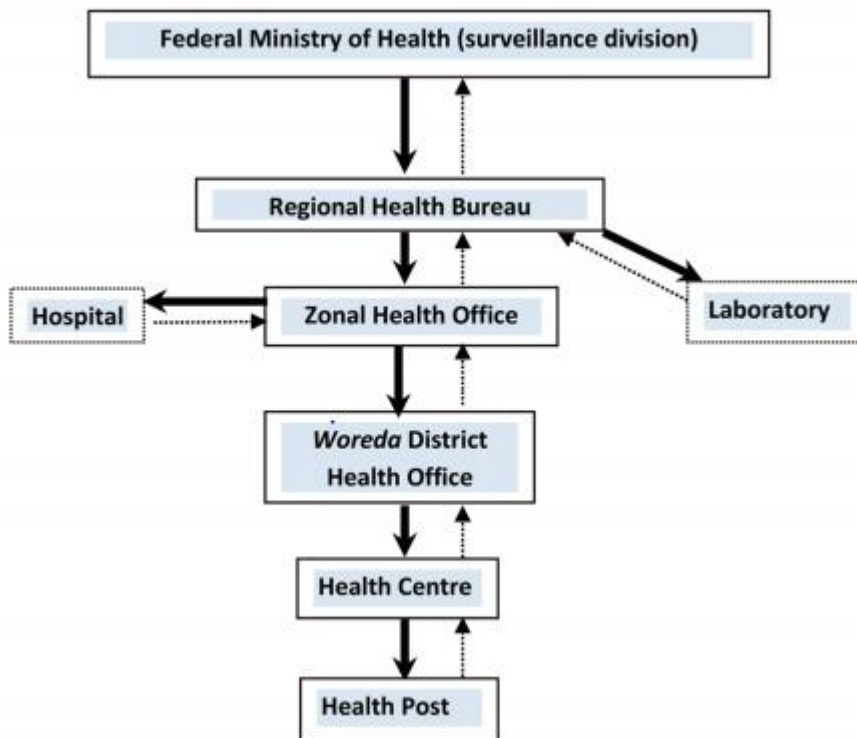 Federal Ministry of Health (surveillance division)
Regional Health Bureau
Hospital
Zonal Health Office
Laboratory
Woreda District
Health Office
Health Centre
Health Post